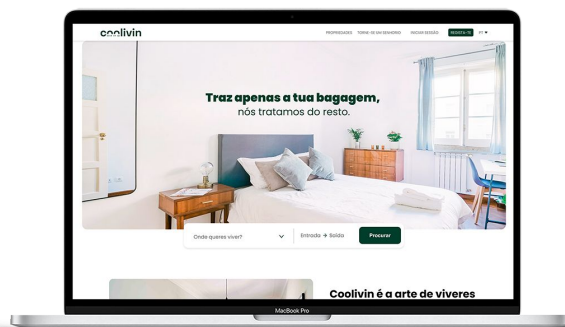 coolivin
PROPRIEDADES TORNE-SE UM SENHORIO INICIAR SESSÃO REGISTA-TE PT
Traz apenas a tua bagagem,
nós tratamos do resto.
Onde queres viver? Entrada → Saída Procurar
Coolivin é a arte de viveres
MacBook Pro